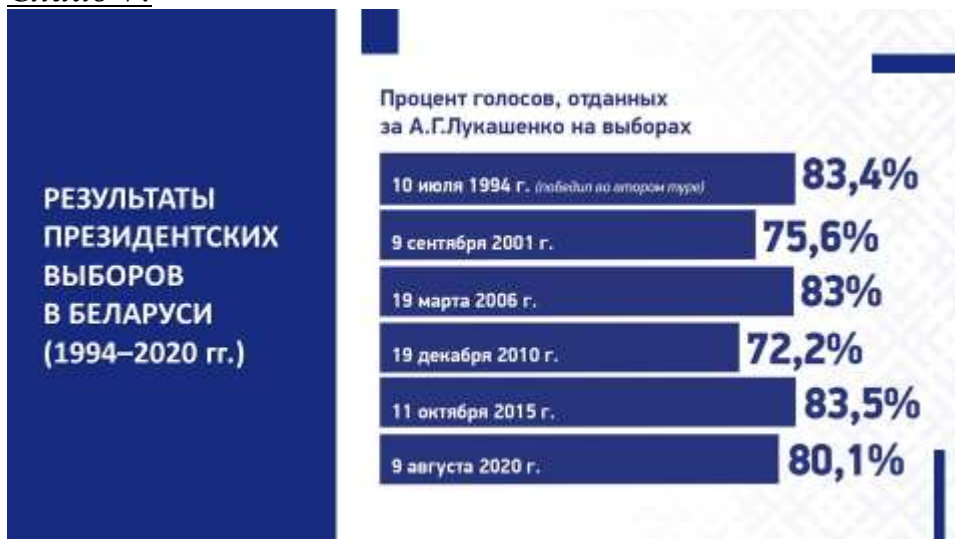 РЕЗУЛЬТАТЫ
ПРЕЗИДЕНТСКИХ
ВЫБОРОВ
В БЕЛАРУСИ
(1994–2020 гг.)
Процент голосов, отданных
за А.Г.Лукашенко на выборах
10 июля 1994 г. (победил во втором туре) 83,4%
9 сентября 2001 г. 75,6%
19 марта 2006 г. 83%
19 декабря 2010 г. 72,2%
11 октября 2015 г. 83,5%
9 августа 2020 г. 80,1%